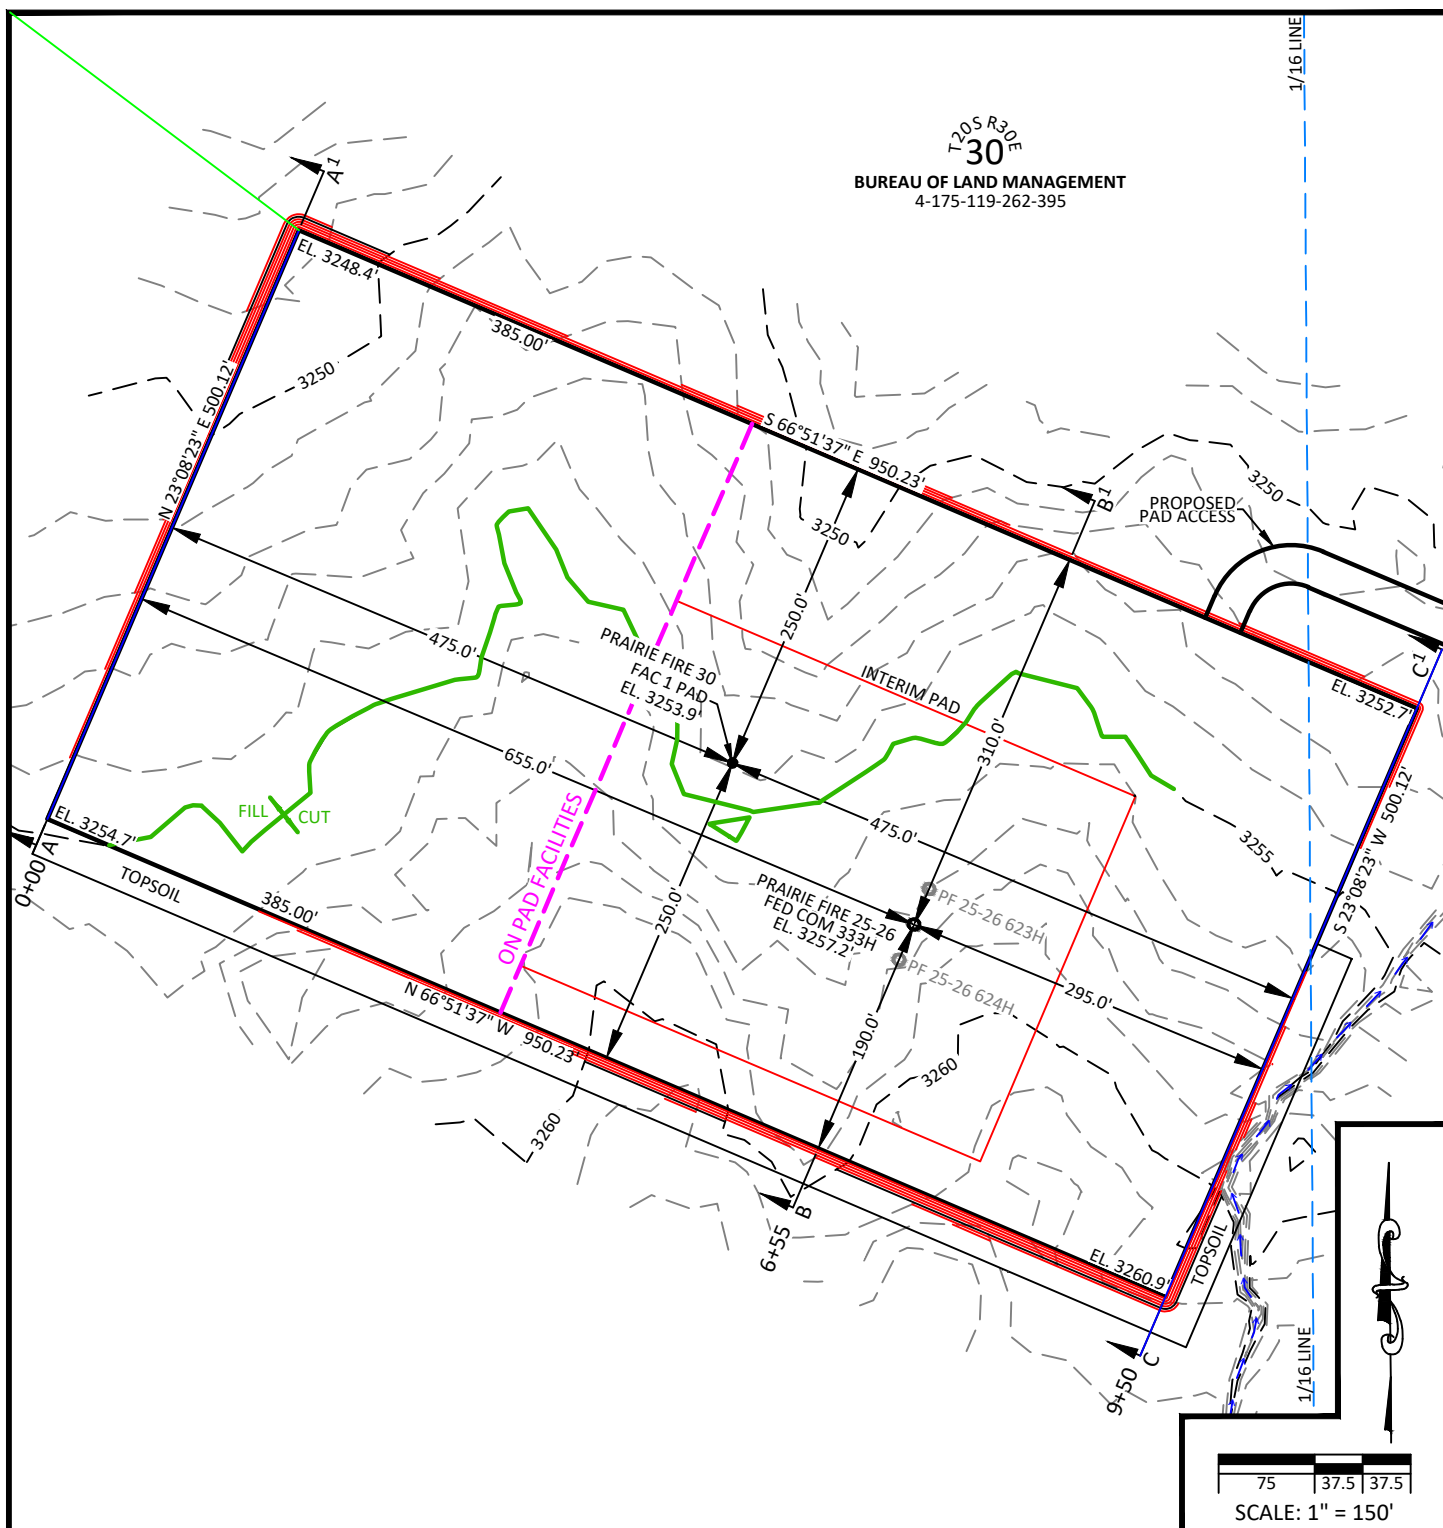 1/16 LINE
T20S R30E
30
BUREAU OF LAND MANAGEMENT
4-175-119-262-395
A1
EL. 3248.4'
385.00'
3250
N 23°08'23" E 500.12'
S 66°51'37" E 950.23'
3250
B1
3250
PROPOSED
PAD ACCESS
C1
EL. 3252.7'
475.0'
250.0'
PRAIRIE FIRE 30
FAC 1 PAD
EL. 3253.9'
INTERIM PAD
310.0'
655.0'
475.0'
S 23°08'23" W 500.12'
3255
FILL
CUT
EL. 3254.7'
A
0+00
TOPSOIL
385.00'
ON PAD FACILITIES
250.0'
PRAIRIE FIRE 25-26
FED COM 333H
EL. 3257.2'
PF 25-26 623H
PF 25-26 624H
295.0'
190.0'
N 66°51'37" W 950.23'
3260
3260
B
6+55
EL. 3260.9'
TOPSOIL
C
9+50
1/16 LINE
75 37.5 37.5
SCALE: 1" = 150'